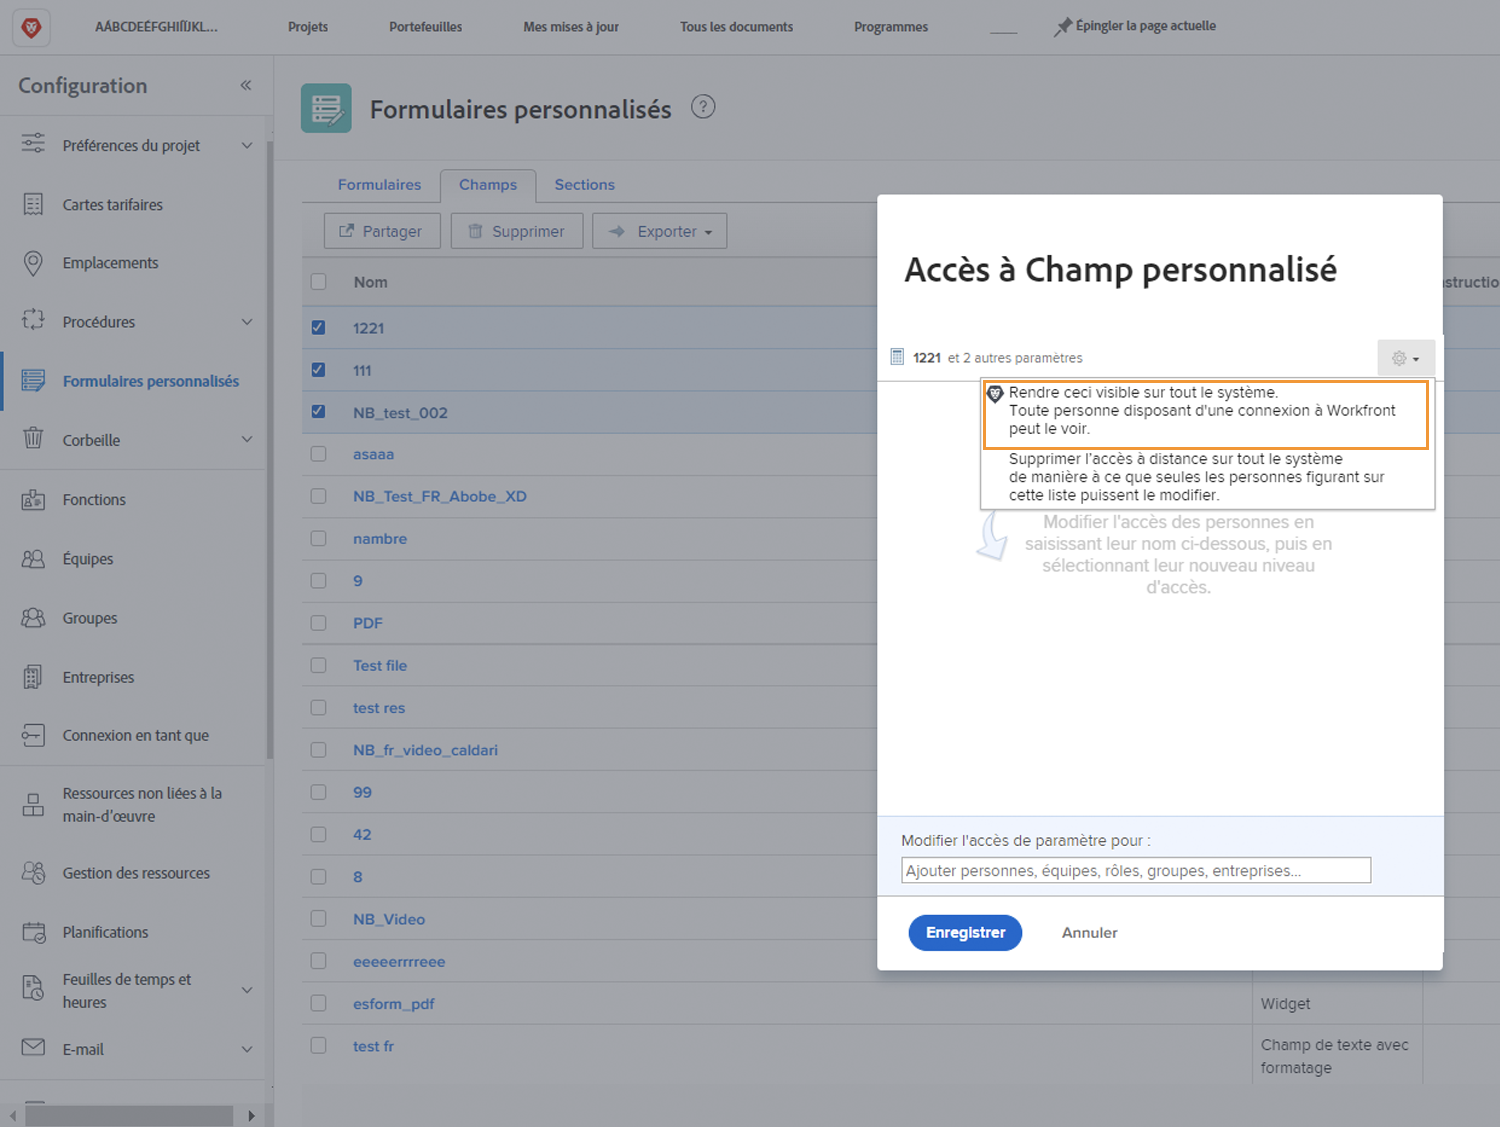 AÁBCDEÉFGHIÍÏJKL...
Projets
Portefeuilles
Mes mises à jour
Tous les documents
Programmes
Épingler la page actuelle
Configuration
«
Préférences du projet
Cartes tarifaires
Emplacements
Procédures
Formulaires personnalisés
Corbeille
Fonctions
Équipes
Groupes
Entreprises
Connexion en tant que
Ressources non liées à la
main-d'œuvre
Gestion des ressources
Planifications
Feuilles de temps et
heures
E-mail
Formulaires personnalisés
?
Formulaires
Champs
Sections
Partager
Supprimer
Exporter
Nom
1221
111
NB_test_002
asaaa
NB_Test_FR_Abobe_XD
nambre
9
PDF
Test file
test res
NB_fr_video_caldari
99
42
8
NB_Video
eeeeerrrreee
esform_pdf
Widget
test fr
Champ de texte avec
formatage
structio
Accès à Champ personnalisé
1221 et 2 autres paramètres
Rendre ceci visible sur tout le système.
Toute personne disposant d'une connexion à Workfront
peut le voir.
Supprimer l'accès à distance sur tout le système
de manière à ce que seules les personnes figurant sur
cette liste puissent le modifier.
Modifier l'accès des personnes en
saisissant leur nom ci-dessous, puis en
sélectionnant leur nouveau niveau
d'accès.
Modifier l'accès de paramètre pour :
Ajouter personnes, équipes, rôles, groupes, entreprises...
Enregistrer
Annuler